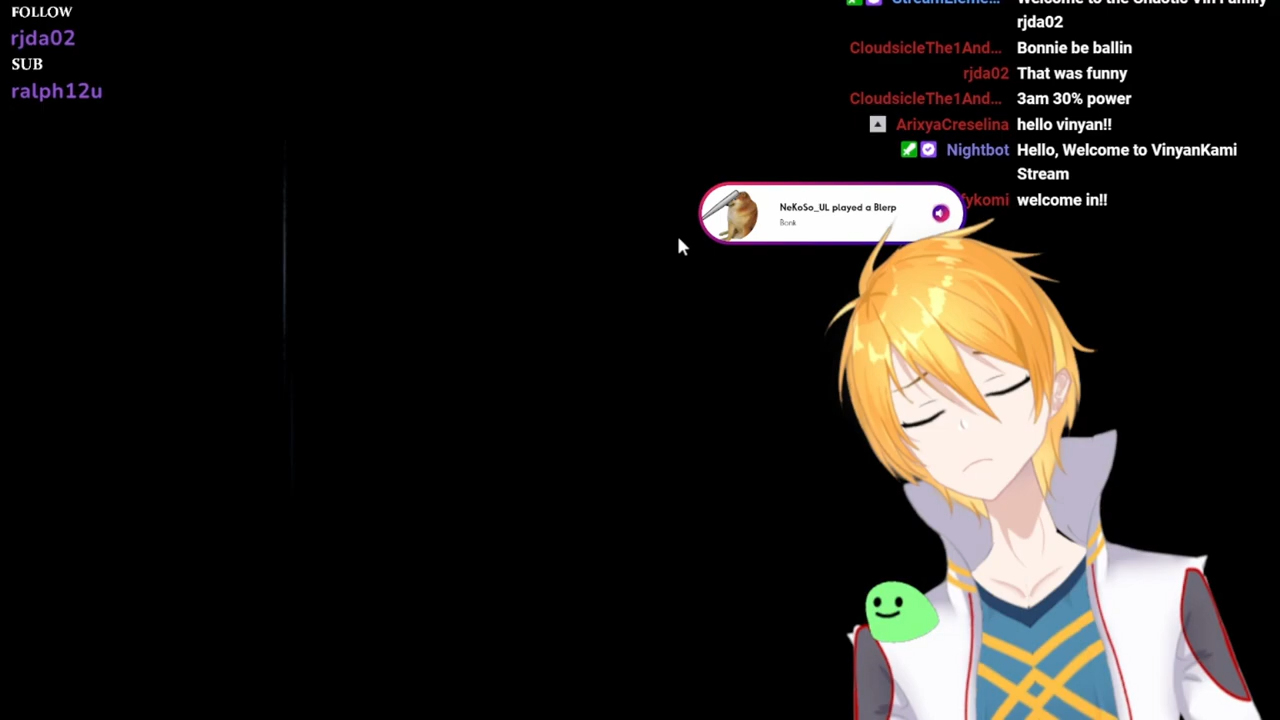 FOLLOW
rjda02
SUB
ralph12u
StreamEleme... Welcome to the Chaotic Vin Family
rjda02
CloudsicleThe1And... Bonnie be ballin
rjda02 That was funny
CloudsicleThe1And... 3am 30% power
ArixyaCreselina hello vinyan!!
Nightbot Hello, Welcome to VinyanKami
Stream
fykomi welcome in!!
NeKoSo_UL played a Blerp
Bonk